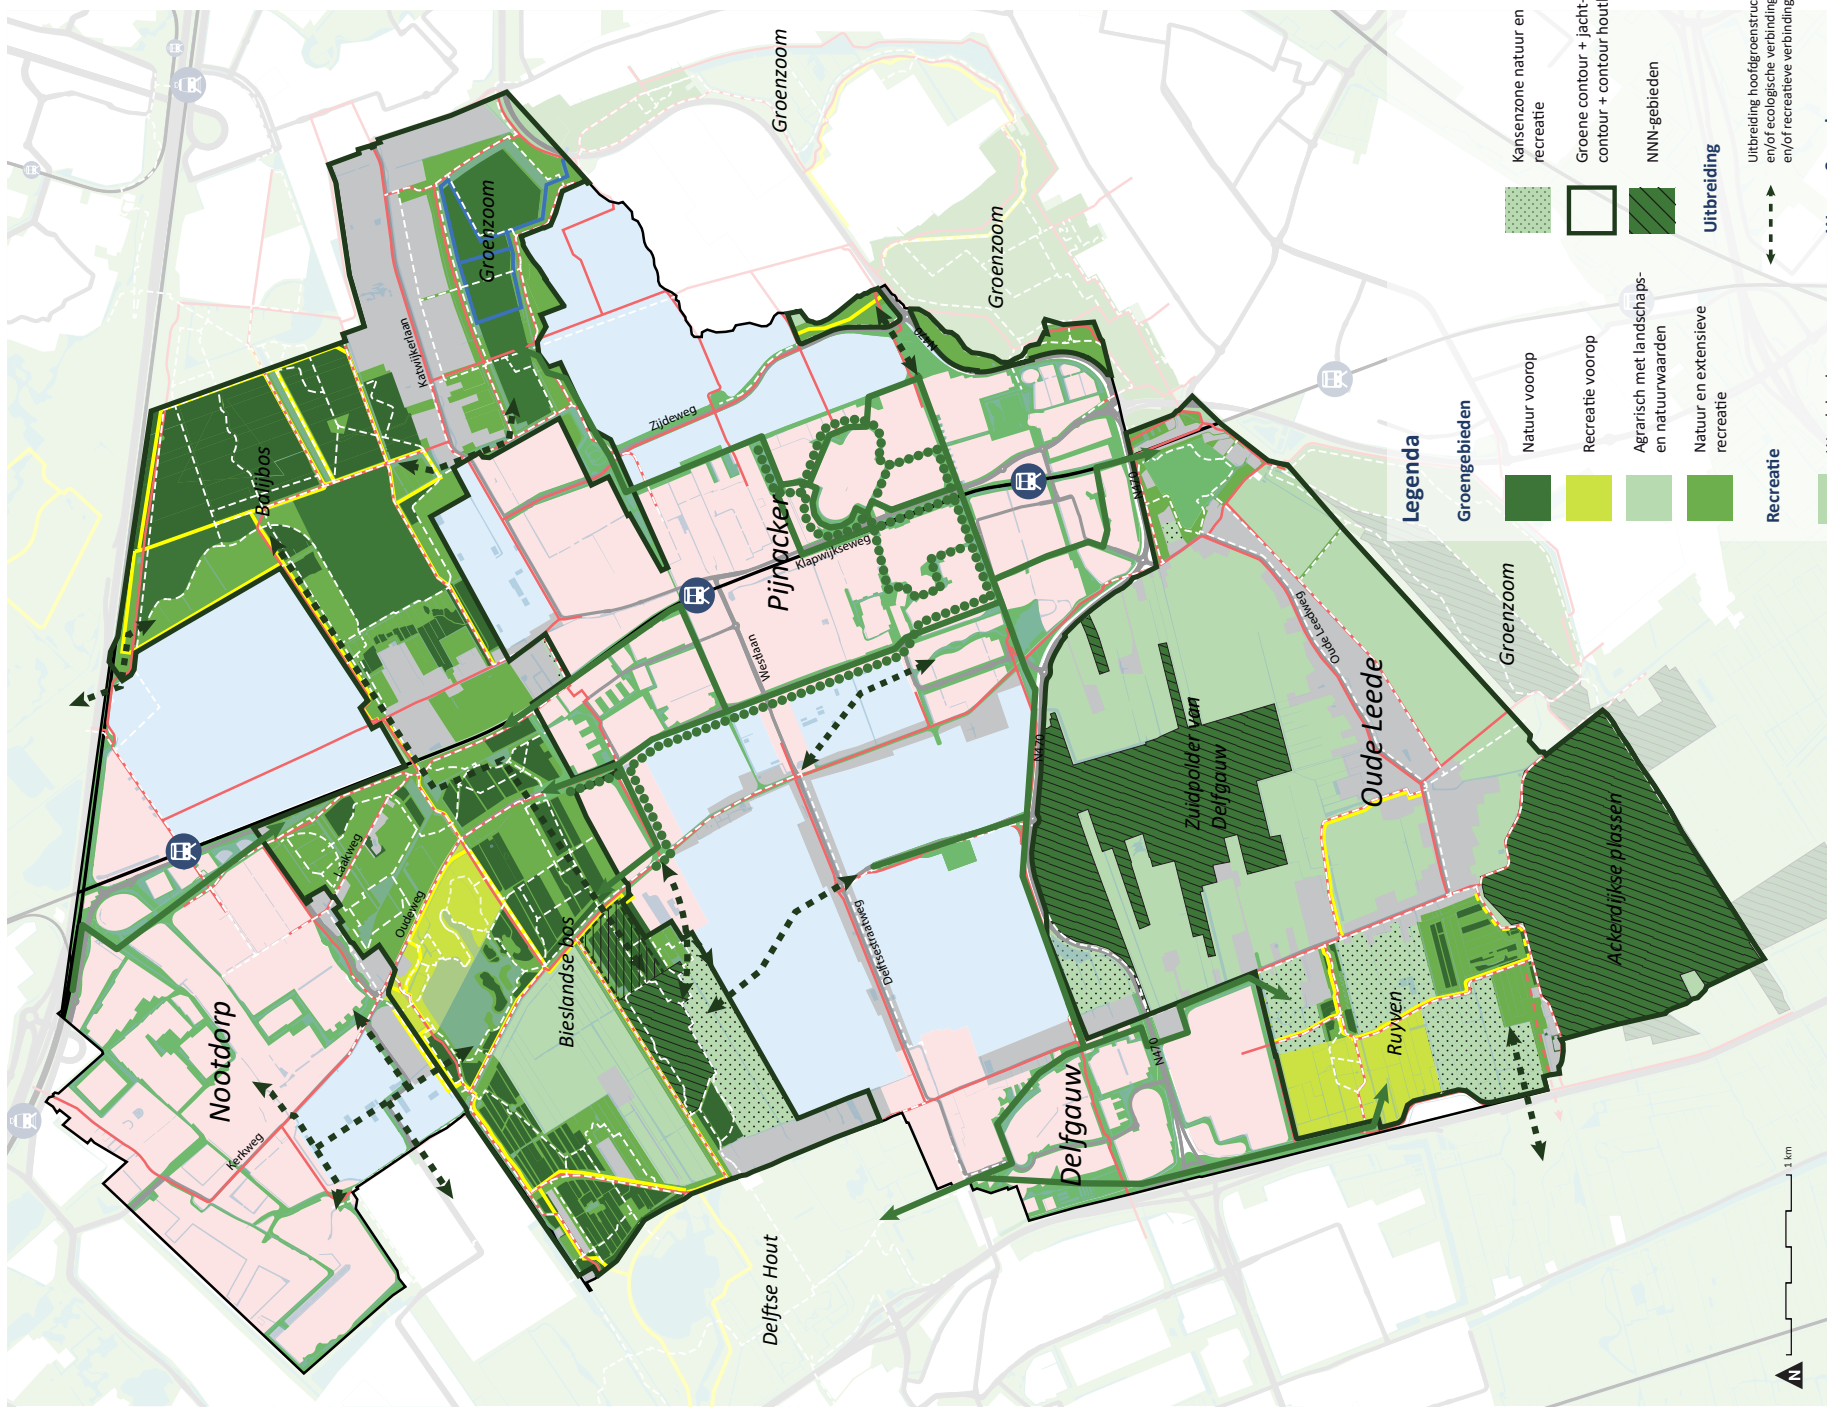 Groenzoom
Groenzoom
Groenzoom
Groenzoom
Katwijkerlaan
Balijbos
Zijdeweg
N470
Pijnacker
Klapwijkseweg
Westlaan
N470
Oude Leedweg
Oude Leede
Zuidpolder van
Delfgauw
N470
Laakweg
Oudeweg
Bieslandse bos
Delftsestraatweg
Nootdorp
Kerkweg
Delfgauw
N470
Ruyven
Ackerdijkse plassen
Delftse Hout
Legenda
Groengebieden
Natuur voorop
Recreatie voorop
Agrarisch met landschaps-
en natuurwaarden
Natuur en extensieve
recreatie
Recreatie
Kansenzone natuur en
recreatie
Groene contour + jacht-
contour + contour hout
NNN-gebieden
Uitbreiding
Uitbreiding hoofdgroenstruc
en/of ecologische verbinding
en/of recreatieve verbinding
1 km
N